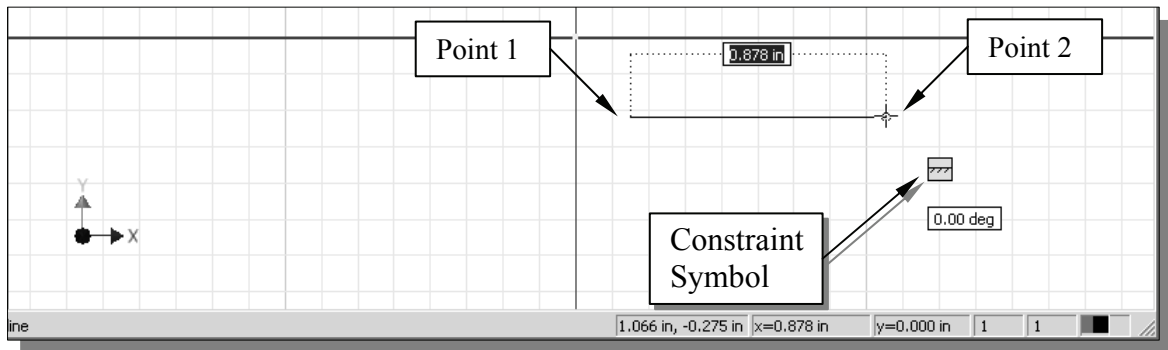 Point 1
0.878 in
Point 2
Y
X
0.00 deg
Constraint
Symbol
ine
1.066 in, -0.275 in
x=0.878 in
y=0.000 in
1
1